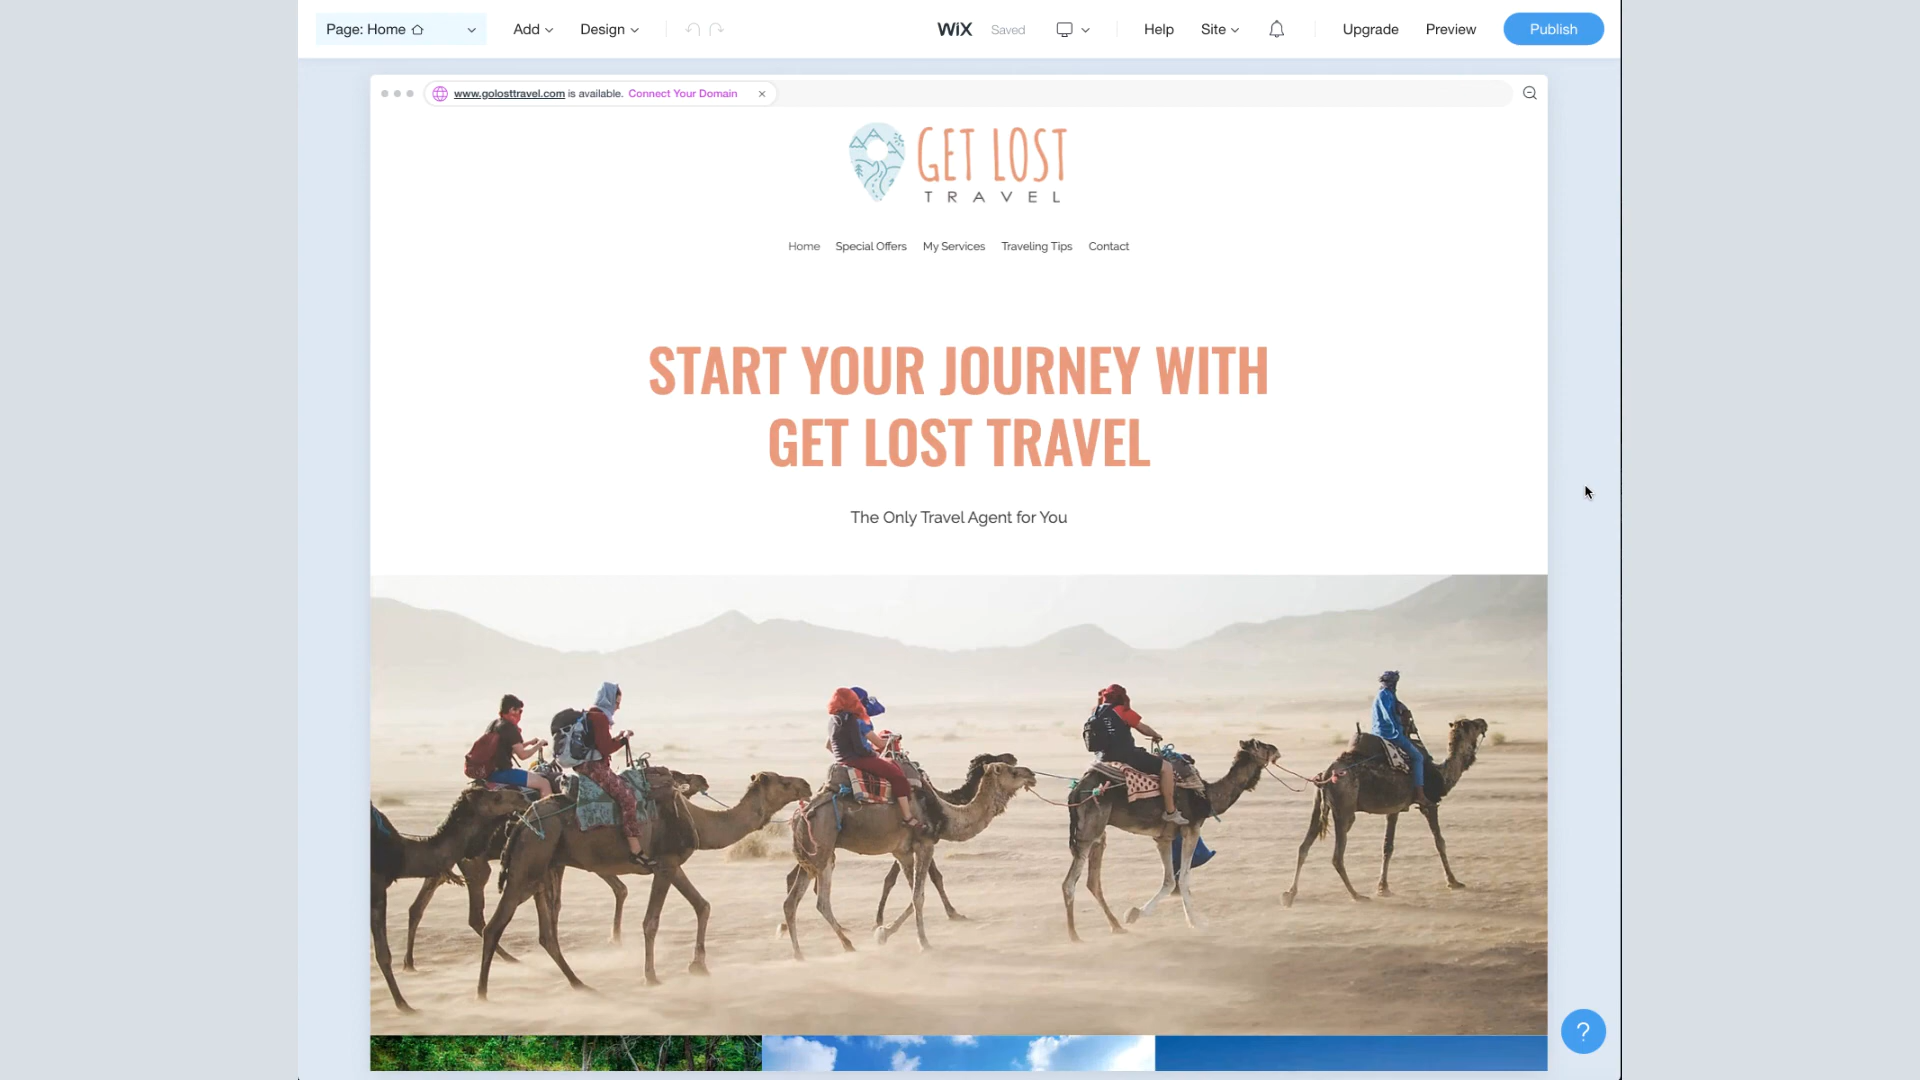 Page: Home
Add
Design
WiX
Saved
Help
Site
Upgrade
Preview
Publish
www.golosttravel.com is available. Connect Your Domain
GET LOST
TRAVEL
Home
Special Offers
My Services
Traveling Tips
Contact
START YOUR JOURNEY WITH
GET LOST TRAVEL
The Only Travel Agent for You
?